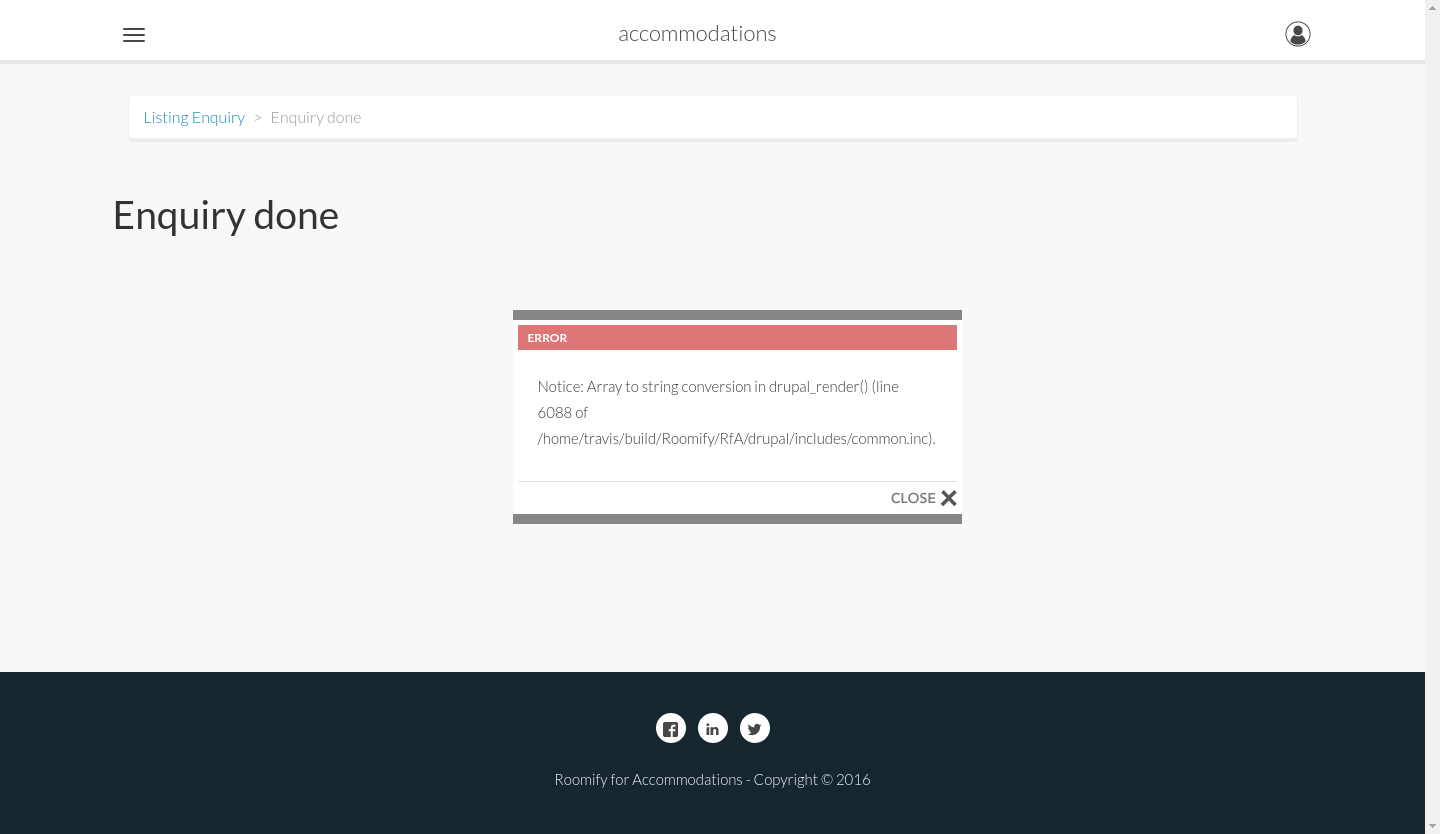 accommodations
Listing Enquiry > Enquiry done
Enquiry done
ERROR
Notice: Array to string conversion in drupal_render() (line
6088 of
/home/travis/build/Roomify/RfA/drupal/includes/common.inc).
CLOSE
in
Roomify for Accommodations - Copyright © 2016